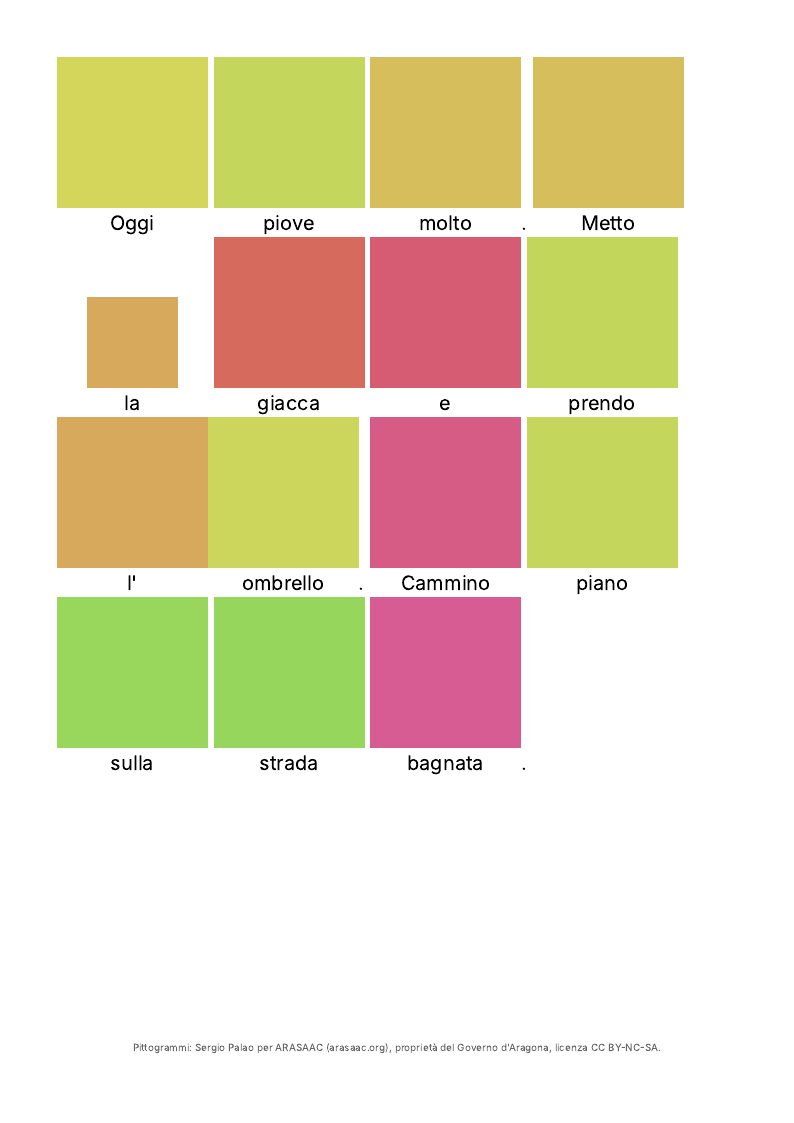 Oggi piove molto . Metto
la giacca e prendo
l' ombrello . Cammino piano
sulla strada bagnata .
Pittogrammi: Sergio Palao per ARASAAC (arasaac.org), proprietà del Governo d'Aragona, licenza CC BY-NC-SA.